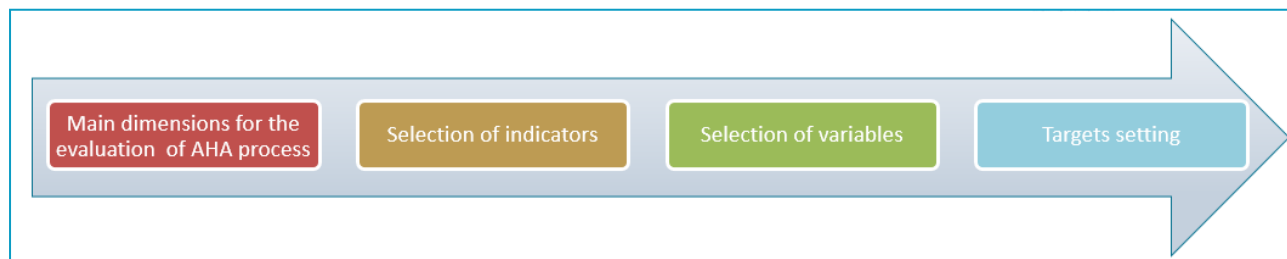 Main dimensions for the
evaluation of AHA process
Selection of indicators
Selection of variables
Targets setting